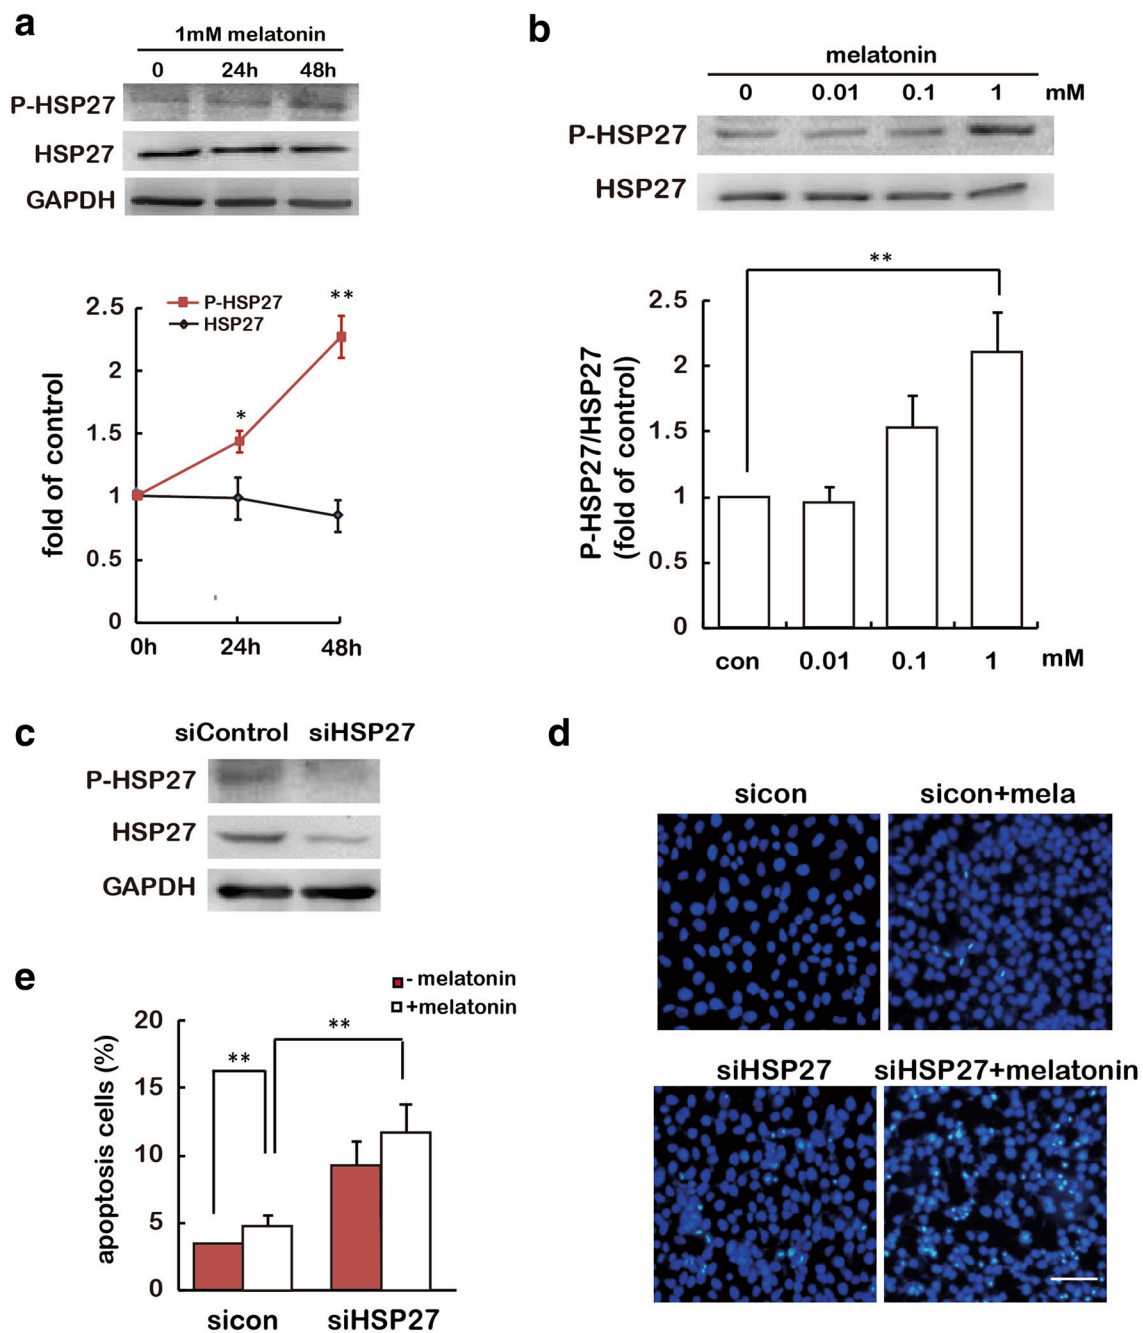 a
1mM melatonin
0 24h 48h
P-HSP27
HSP27
GAPDH
2.5
2
1.5
1
0.5
0
fold of control
P-HSP27
HSP27
*
**
0h 24h 48h
b
melatonin
0 0.01 0.1 1 mM
P-HSP27
HSP27
**
2.5
2
1.5
1
0.5
0
P-HSP27/HSP27
(fold of control)
con 0.01 0.1 1 mM
c
siControl siHSP27
P-HSP27
HSP27
GAPDH
d
sicon sicon+mela
siHSP27 siHSP27+melatonin
e
- melatonin
+melatonin
20
15
10
5
0
apoptosis cells (%)
**
**
sicon siHSP27